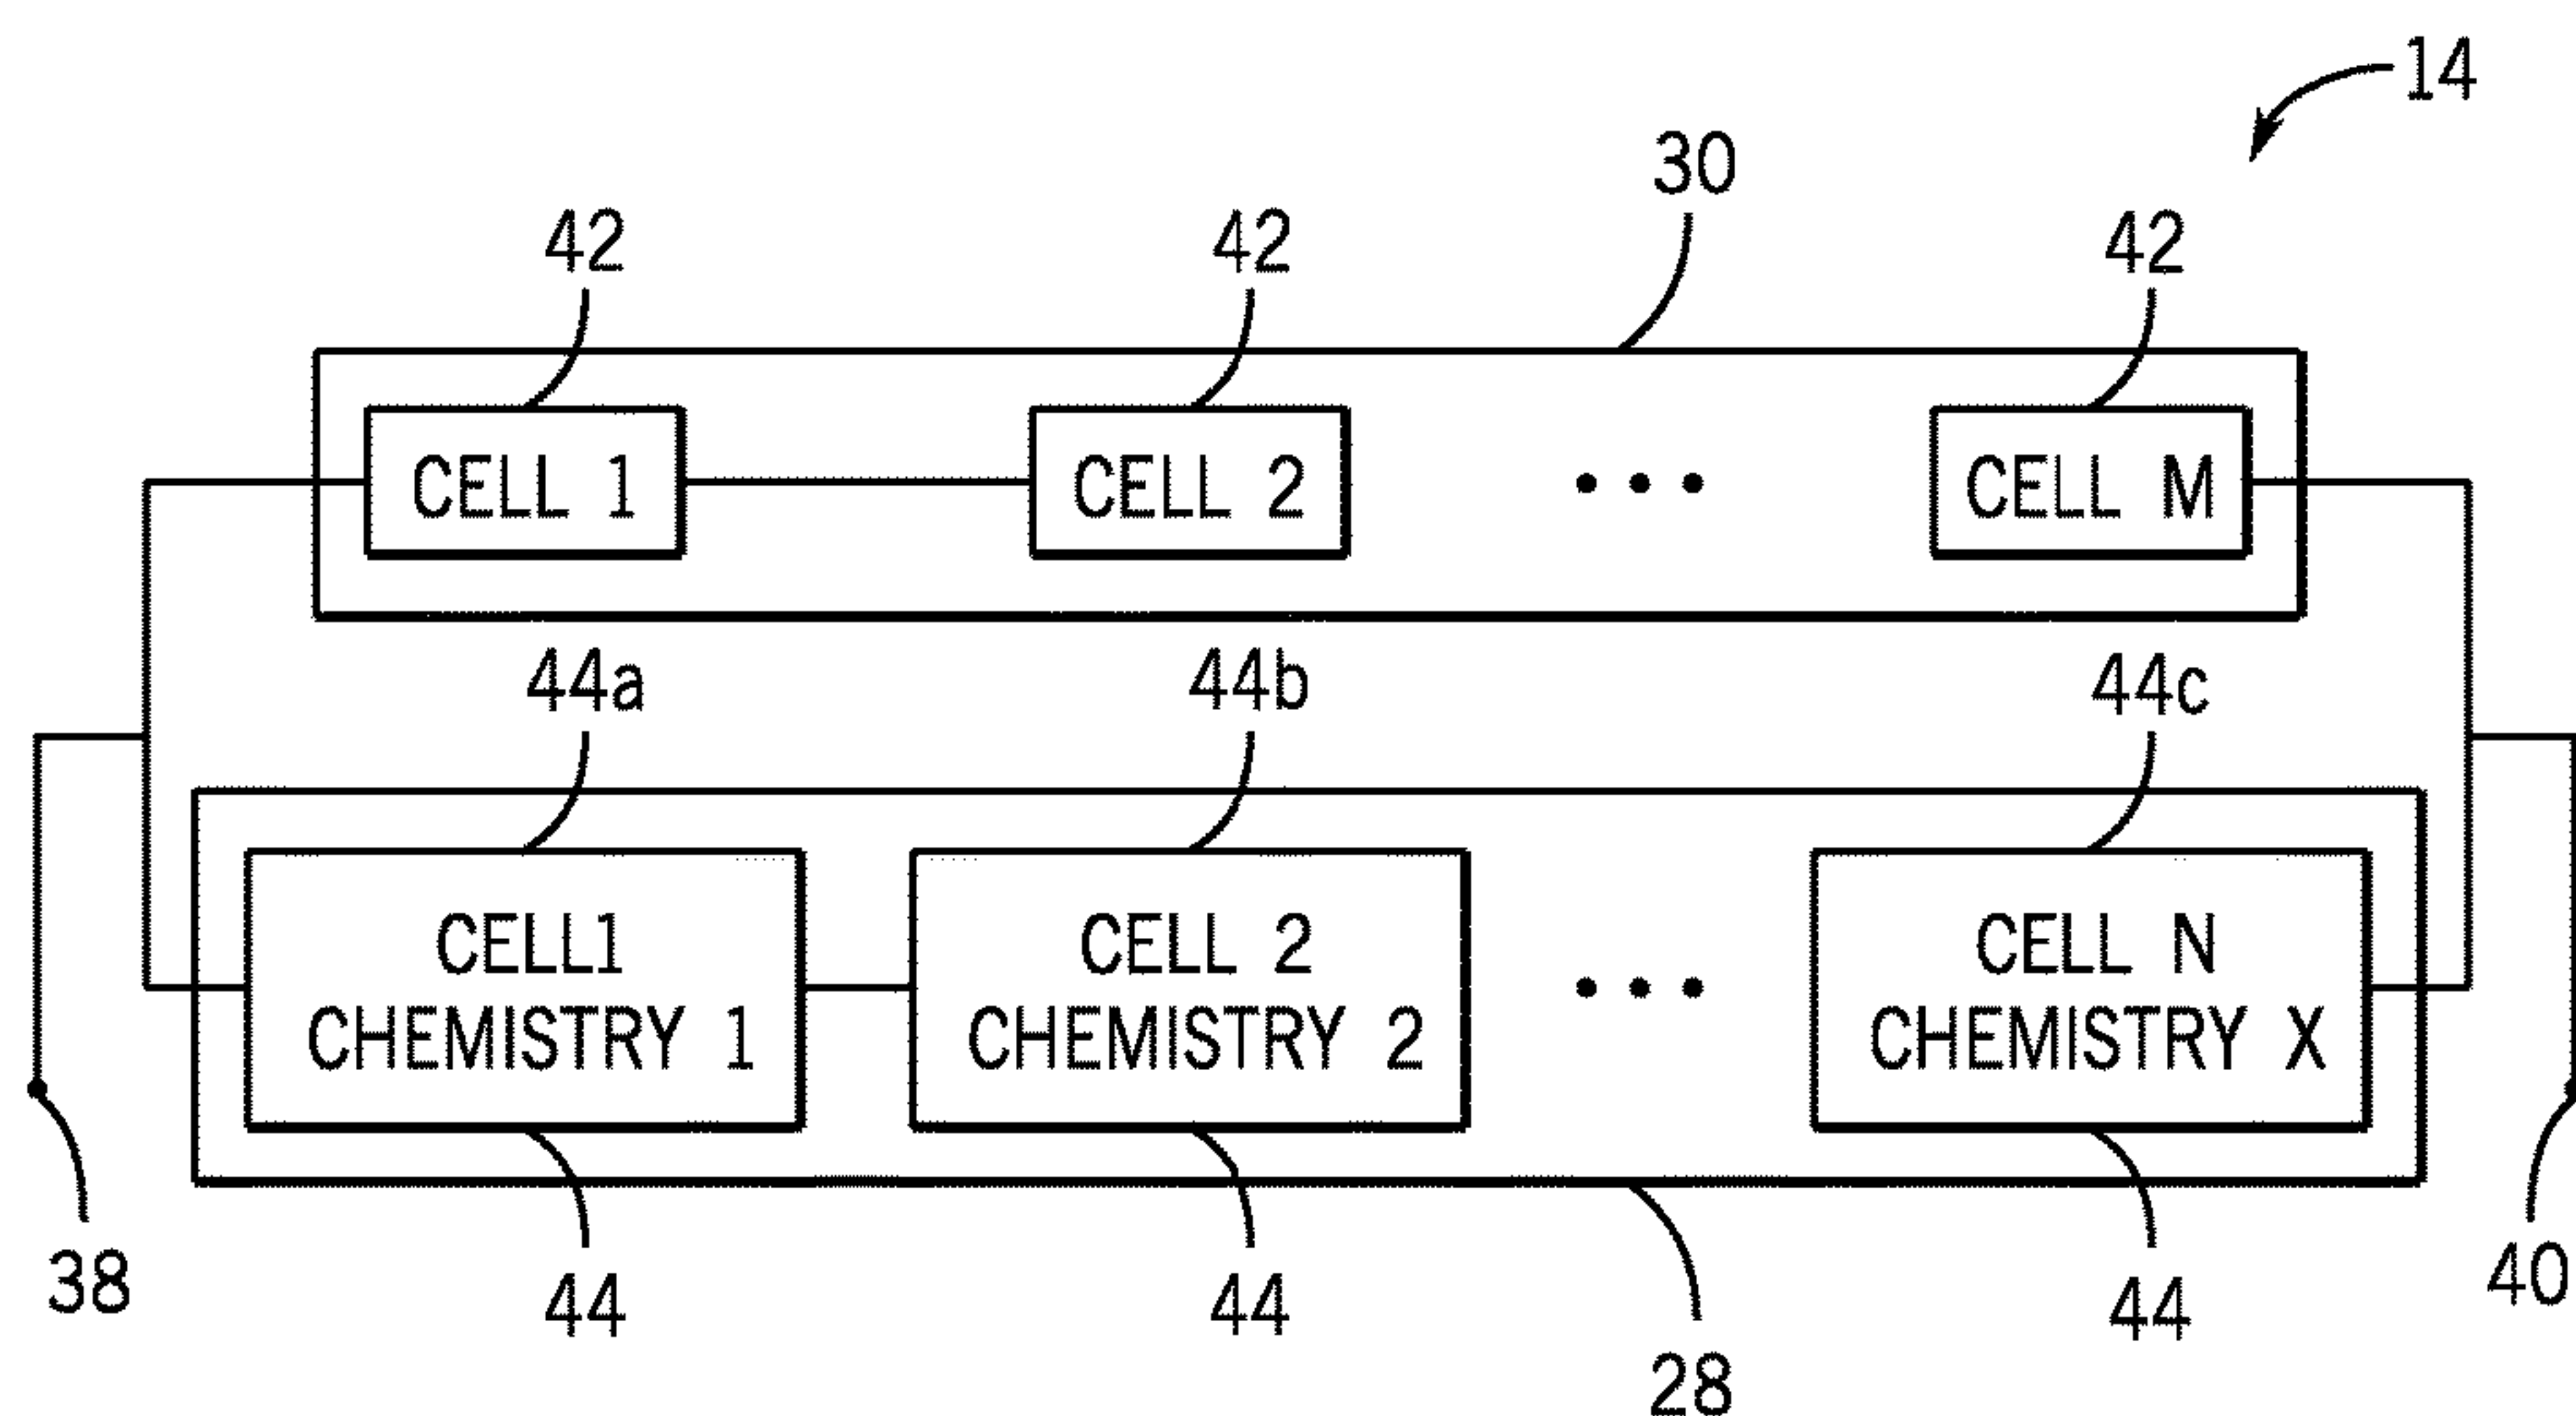 14
30
42 42 42
CELL 1 CELL 2 CELL M
44a 44b 44c
CELL1 CELL 2 CELL N
CHEMISTRY 1 CHEMISTRY 2 CHEMISTRY X
38 44 44 44 40
28